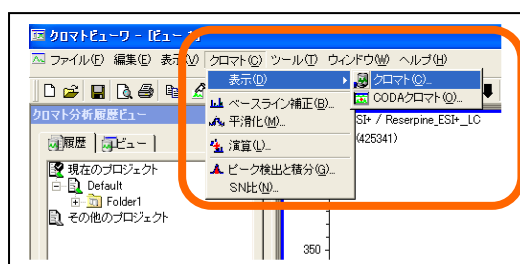 クロマトビューワ - [ビュー
ファイル(F) 編集(E) 表示(V) クロマト(C) ツール(T) ウィンドウ(W) ヘルプ(H)
表示(D)
クロマト(C)...
CODAクロマト(O)...
ベースライン補正(B)...
平滑化(M)...
演算(L)...
ピーク検出と積分(G)...
SN比(N)...
クロマト分析履歴ビュー
履歴 ビュー
現在のプロジェクト
Default
Folder1
その他のプロジェクト
SI+ / Reserpine_ESI+_LC
(425341)
350